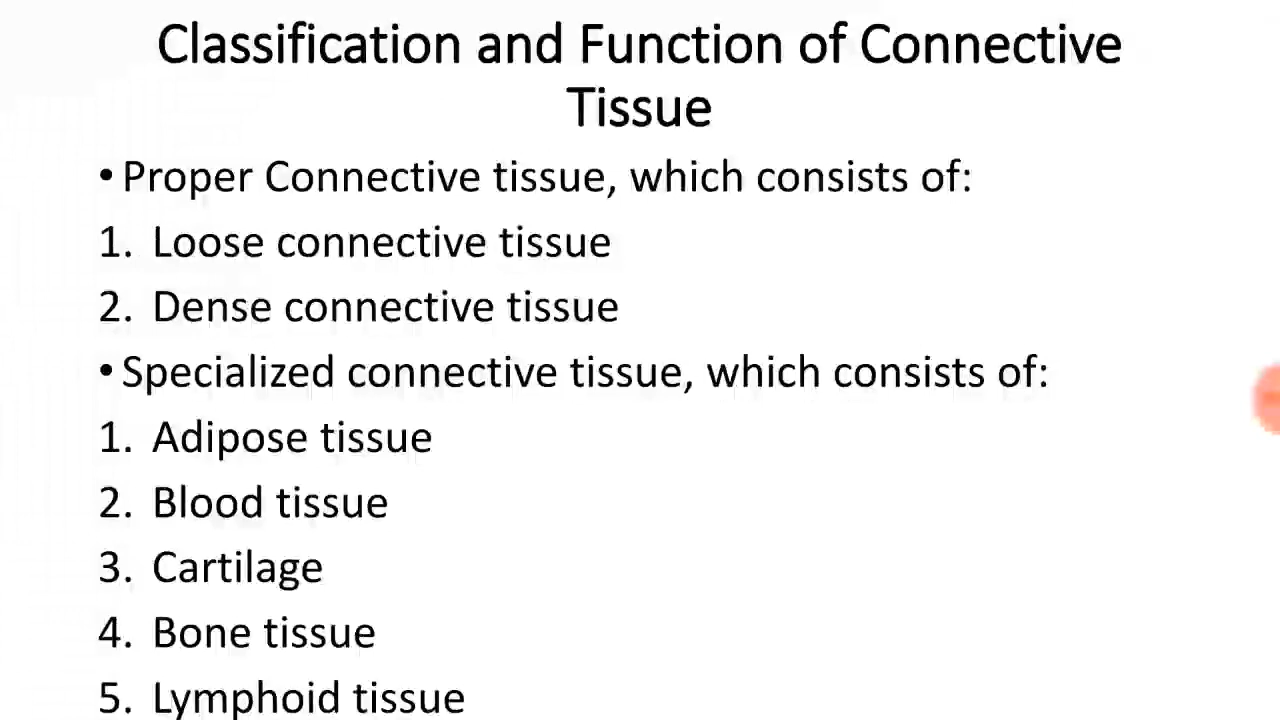 Classification and Function of Connective
Tissue
•Proper Connective tissue, which consists of:
1. Loose connective tissue
2. Dense connective tissue
•Specialized connective tissue, which consists of:
1. Adipose tissue
2. Blood tissue
3. Cartilage
4. Bone tissue
5. Lymphoid tissue